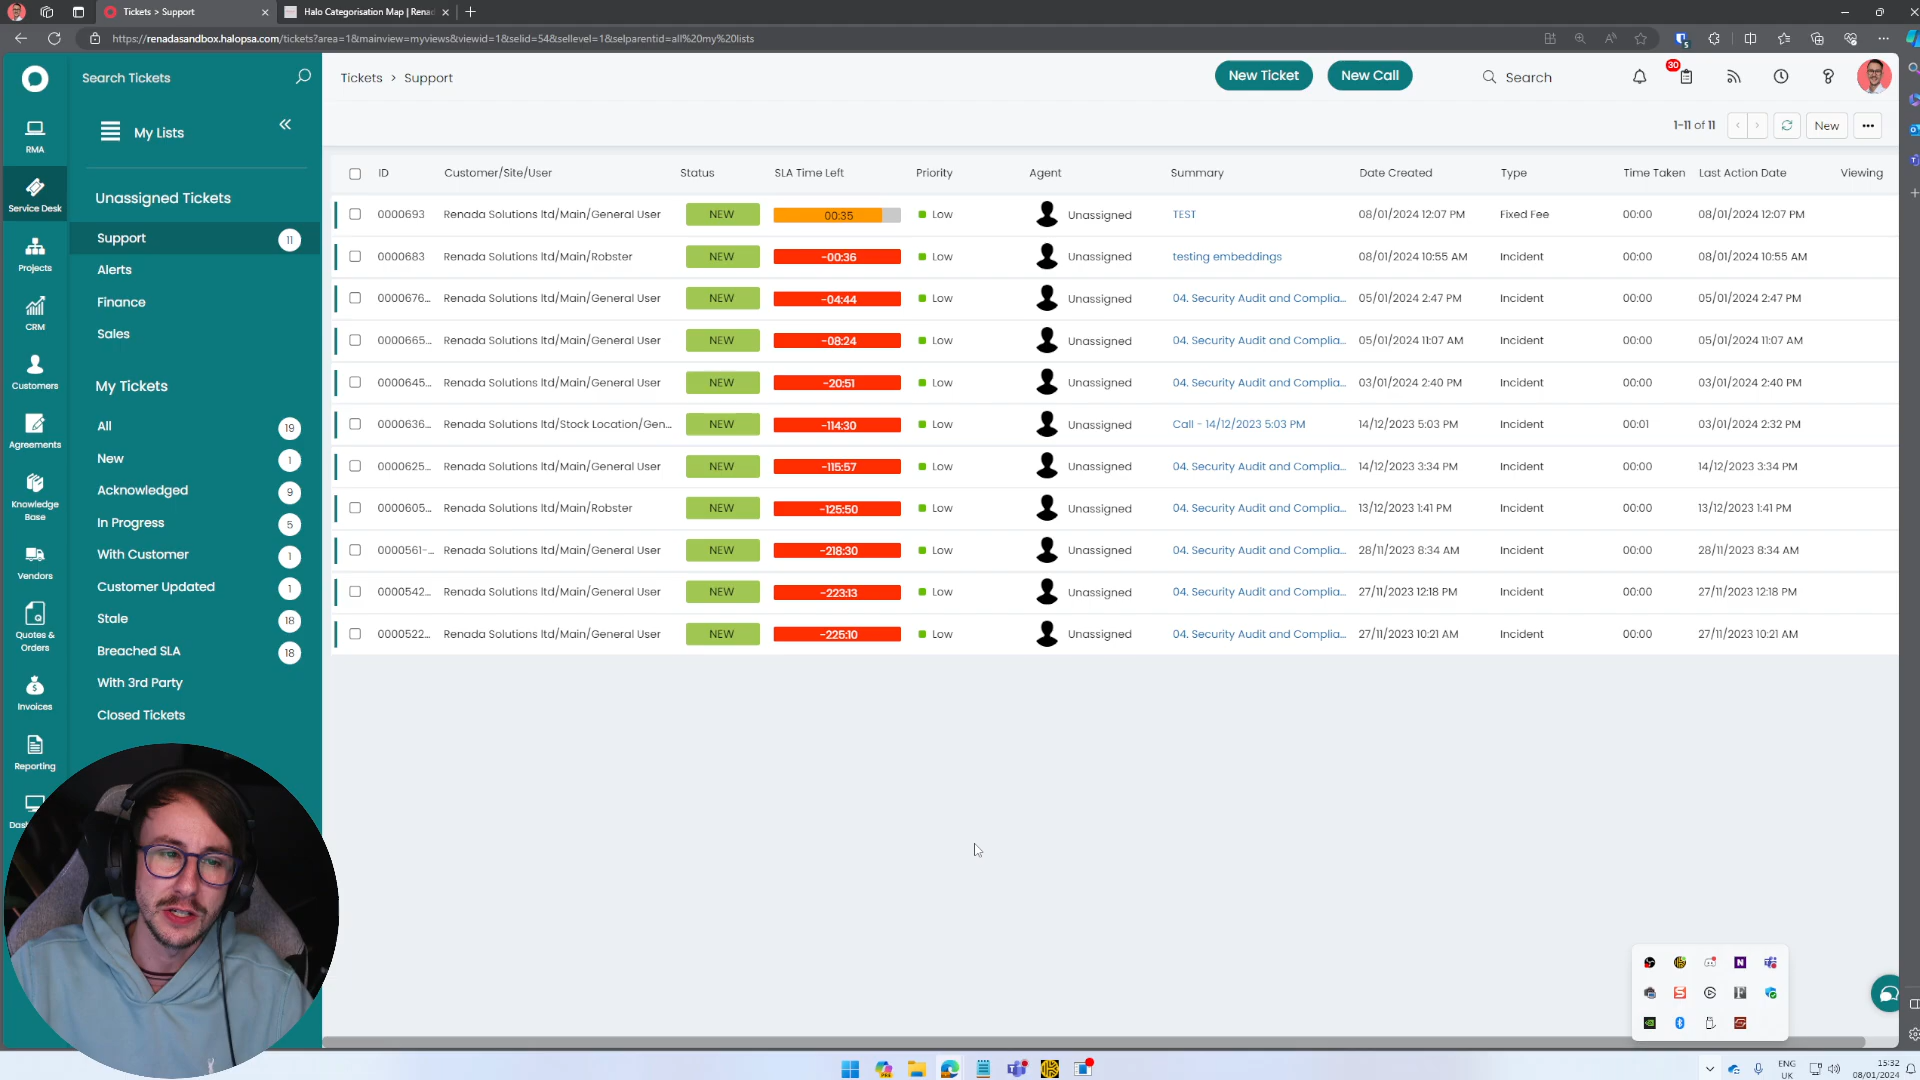 Tickets > Support
Halo Categorisation Map | Rena
https://renadasandbox.halopsa.com/tickets?area=1&mainview=myviews&viewid=1&selid=54&sellevel=1&selparentid=all%20my%20lists
Search Tickets
Tickets > Support
New Ticket
New Call
Search
30
My Lists
1-11 of 11
New
RMA
Service Desk
Projects
CRM
Customers
Agreements
Knowledge
Base
Vendors
Quotes &
Orders
Invoices
Reporting
Das
Unassigned Tickets
Support 11
Alerts
Finance
Sales
My Tickets
All 19
New 1
Acknowledged 9
In Progress 5
With Customer 1
Customer Updated 1
Stale 18
Breached SLA 18
With 3rd Party
Closed Tickets
ID Customer/Site/User Status SLA Time Left Priority Agent Summary Date Created Type Time Taken Last Action Date Viewing
0000693 Renada Solutions ltd/Main/General User NEW 00:35 Low Unassigned TEST 08/01/2024 12:07 PM Fixed Fee 00:00 08/01/2024 12:07 PM
0000683 Renada Solutions ltd/Main/Robster NEW -00:36 Low Unassigned testing embeddings 08/01/2024 10:55 AM Incident 00:00 08/01/2024 10:55 AM
0000676... Renada Solutions ltd/Main/General User NEW -04:44 Low Unassigned 04. Security Audit and Complia... 05/01/2024 2:47 PM Incident 00:00 05/01/2024 2:47 PM
0000665... Renada Solutions ltd/Main/General User NEW -08:24 Low Unassigned 04. Security Audit and Complia... 05/01/2024 11:07 AM Incident 00:00 05/01/2024 11:07 AM
0000645... Renada Solutions ltd/Main/General User NEW -20:51 Low Unassigned 04. Security Audit and Complia... 03/01/2024 2:40 PM Incident 00:00 03/01/2024 2:40 PM
0000636... Renada Solutions ltd/Stock Location/Gen... NEW -114:30 Low Unassigned Call - 14/12/2023 5:03 PM 14/12/2023 5:03 PM Incident 00:01 03/01/2024 2:32 PM
0000625... Renada Solutions ltd/Main/General User NEW -115:57 Low Unassigned 04. Security Audit and Complia... 14/12/2023 3:34 PM Incident 00:00 14/12/2023 3:34 PM
0000605... Renada Solutions ltd/Main/Robster NEW -125:50 Low Unassigned 04. Security Audit and Complia... 13/12/2023 1:41 PM Incident 00:00 13/12/2023 1:41 PM
0000561-... Renada Solutions ltd/Main/General User NEW -218:30 Low Unassigned 04. Security Audit and Complia... 28/11/2023 8:34 AM Incident 00:00 28/11/2023 8:34 AM
0000542... Renada Solutions ltd/Main/General User NEW -223:13 Low Unassigned 04. Security Audit and Complia... 27/11/2023 12:18 PM Incident 00:00 27/11/2023 12:18 PM
0000522... Renada Solutions ltd/Main/General User NEW -225:10 Low Unassigned 04. Security Audit and Complia... 27/11/2023 10:21 AM Incident 00:00 27/11/2023 10:21 AM
ENG
UK
15:32
08/01/2024